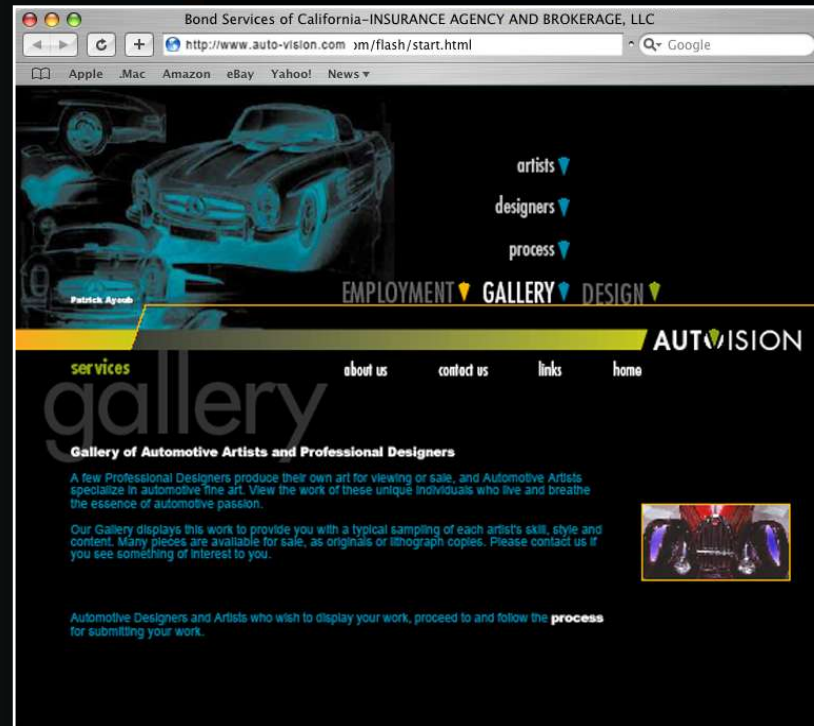 Bond Services of California-INSURANCE AGENCY AND BROKERAGE, LLC
http://www.auto-vision.com om/flash/start.html
Google
Apple .Mac Amazon eBay Yahoo! News
artists
designers
process
EMPLOYMENT GALLERY DESIGN
Patrick Ayoub
AUTOVISION
services about us contact us links home
gallery
Gallery of Automotive Artists and Professional Designers
A few Professional Designers produce their own art for viewing or sale, and Automotive Artists
specialize in automotive fine art. View the work of these unique individuals who live and breathe
the essence of automotive passion.
Our Gallery displays this work to provide you with a typical sampling of each artist's skill, style and
content. Many pieces are available for sale, as originals or lithograph copies. Please contact us if
you see something of interest to you.
Automotive Designers and Artists who wish to display your work, proceed to and follow the process
for submitting your work.